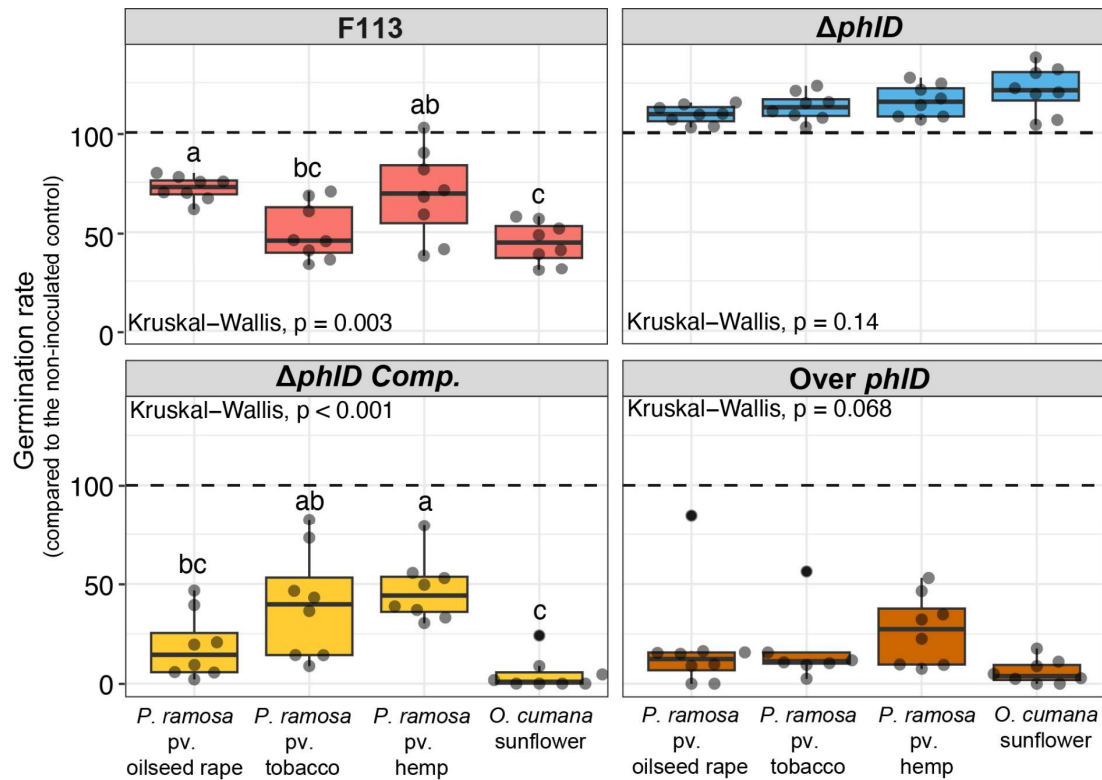 F113
ΔphlD
Germination rate
(compared to the non-inoculated control)
100
50
0
a
bc
ab
c
Kruskal−Wallis, p = 0.003
Kruskal−Wallis, p = 0.14
ΔphlD Comp.
Over phlD
Kruskal−Wallis, p < 0.001
Kruskal−Wallis, p = 0.068
100
50
0
bc
ab
a
c
P. ramosa
pv.
oilseed rape
P. ramosa
pv.
tobacco
P. ramosa
pv.
hemp
O. cumana
sunflower
P. ramosa
pv.
oilseed rape
P. ramosa
pv.
tobacco
P. ramosa
pv.
hemp
O. cumana
sunflower